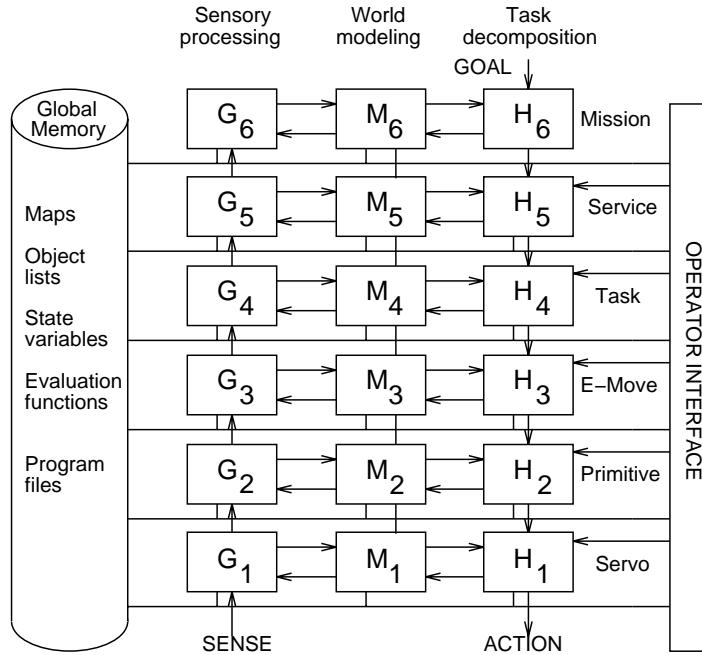 Sensory
processing
World
modeling
Task
decomposition
GOAL
Global
Memory
G6
M6
H6
Mission
Maps
G5
M5
H5
Service
Object
lists
G4
M4
H4
Task
State
variables
Evaluation
functions
G3
M3
H3
E-Move
Program
files
G2
M2
H2
Primitive
G1
M1
H1
Servo
SENSE
ACTION
OPERATOR INTERFACE